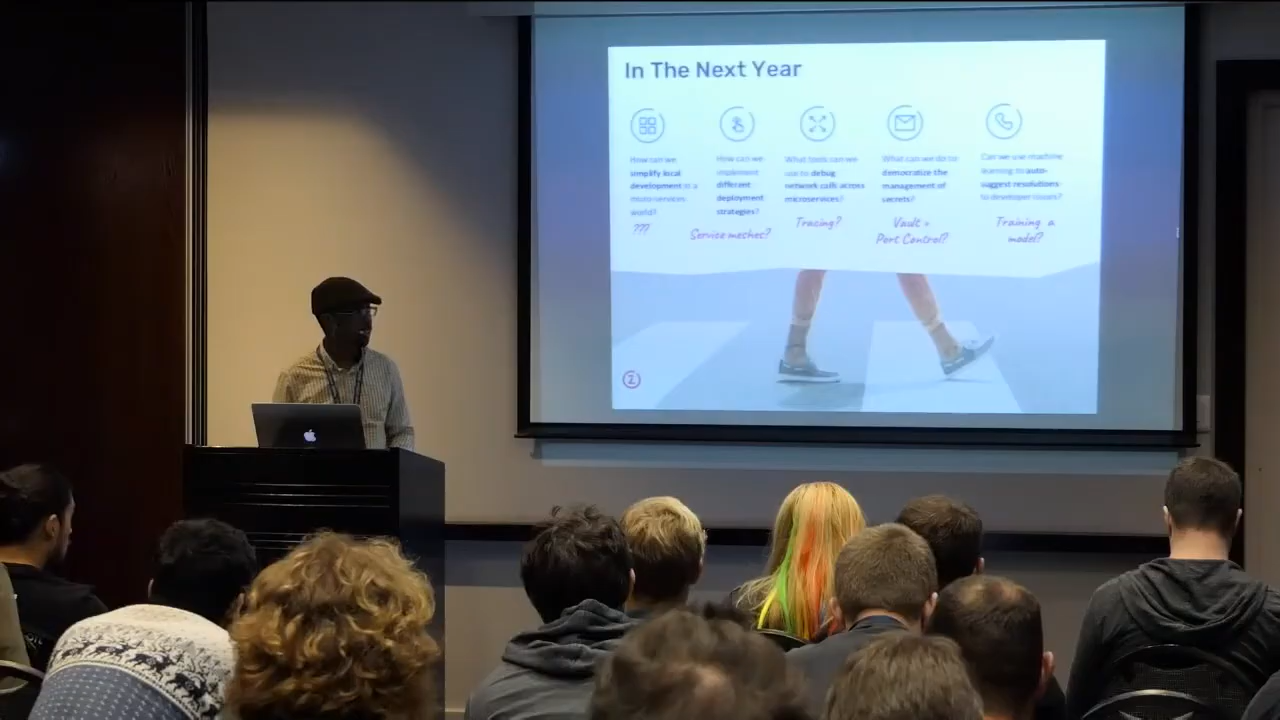 In The Next Year
How can we
simplify local
development in a
micro-services
world?
???
How can we
implement
different
deployment
strategies?
Service meshes?
What tools can we
use to debug
network calls across
microservices?
Tracing?
What can we do to
democratize the
management of
secrets?
Vault +
Port Control?
Can we use machine
learning to auto-
suggest resolutions
to developer issues?
Training a
model?
Z